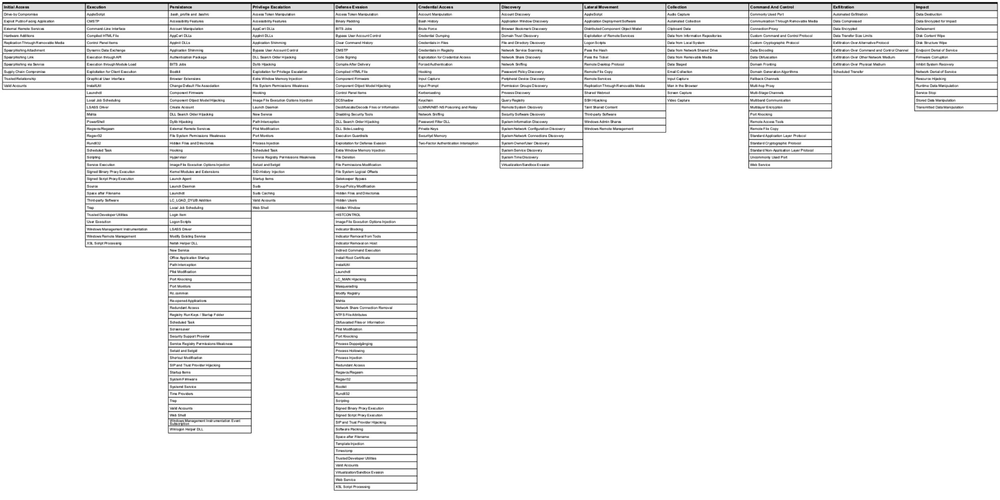 Initial Access
Drive-by Compromise
Exploit Public-Facing Application
External Remote Services
Hardware Additions
Replication Through Removable Media
Spearphishing Attachment
Spearphishing Link
Spearphishing via Service
Supply Chain Compromise
Trusted Relationship
Valid Accounts
Execution
AppleScript
CMSTP
Command-Line Interface
Compiled HTML File
Control Panel Items
Dynamic Data Exchange
Execution through API
Execution through Module Load
Exploitation for Client Execution
Graphical User Interface
InstallUtil
Launchctl
Local Job Scheduling
LSASS Driver
Mshta
PowerShell
Regsvcs/Regasm
Regsvr32
Rundll32
Scheduled Task
Scripting
Service Execution
Signed Binary Proxy Execution
Signed Script Proxy Execution
Source
Space after Filename
Third-party Software
Trap
Trusted Developer Utilities
User Execution
Windows Management Instrumentation
Windows Remote Management
XSL Script Processing
Persistence
.bash_profile and .bashrc
Accessibility Features
Account Manipulation
AppCert DLLs
AppInit DLLs
Application Shimming
Authentication Package
BITS Jobs
Bootkit
Browser Extensions
Change Default File Association
Component Firmware
Component Object Model Hijacking
Create Account
DLL Search Order Hijacking
Dylib Hijacking
External Remote Services
File System Permissions Weakness
Hidden Files and Directories
Hooking
Hypervisor
Image File Execution Options Injection
Kernel Modules and Extensions
Launch Agent
Launch Daemon
Launchctl
LC_LOAD_DYLIB Addition
Local Job Scheduling
Login Item
Logon Scripts
LSASS Driver
Modify Existing Service
Netsh Helper DLL
New Service
Office Application Startup
Path Interception
Plist Modification
Port Knocking
Port Monitors
Rc.common
Re-opened Applications
Redundant Access
Registry Run Keys / Startup Folder
Scheduled Task
Screensaver
Security Support Provider
Service Registry Permissions Weakness
Setuid and Setgid
Shortcut Modification
SIP and Trust Provider Hijacking
Startup Items
System Firmware
Systemd Service
Time Providers
Trap
Valid Accounts
Web Shell
Windows Management Instrumentation Event
Subscription
Winlogon Helper DLL
Privilege Escalation
Access Token Manipulation
Accessibility Features
AppCert DLLs
AppInit DLLs
Application Shimming
Bypass User Account Control
DLL Search Order Hijacking
Dylib Hijacking
Exploitation for Privilege Escalation
Extra Window Memory Injection
File System Permissions Weakness
Hooking
Image File Execution Options Injection
Launch Daemon
New Service
Path Interception
Plist Modification
Port Monitors
Process Injection
Scheduled Task
Service Registry Permissions Weakness
Setuid and Setgid
SID-History Injection
Startup Items
Sudo
Sudo Caching
Valid Accounts
Web Shell
Defense Evasion
Access Token Manipulation
Binary Padding
BITS Jobs
Bypass User Account Control
Clear Command History
CMSTP
Code Signing
Compile After Delivery
Compiled HTML File
Component Firmware
Component Object Model Hijacking
Control Panel Items
DCShadow
Deobfuscate/Decode Files or Information
Disabling Security Tools
DLL Search Order Hijacking
DLL Side-Loading
Execution Guardrails
Exploitation for Defense Evasion
Extra Window Memory Injection
File Deletion
File Permissions Modification
File System Logical Offsets
Gatekeeper Bypass
Group Policy Modification
Hidden Files and Directories
Hidden Users
Hidden Window
HISTCONTROL
Image File Execution Options Injection
Indicator Blocking
Indicator Removal from Tools
Indicator Removal on Host
Indirect Command Execution
Install Root Certificate
InstallUtil
Launchctl
LC_MAIN Hijacking
Masquerading
Modify Registry
Mshta
Network Share Connection Removal
NTFS File Attributes
Obfuscated Files or Information
Plist Modification
Port Knocking
Process Doppelgänging
Process Hollowing
Process Injection
Redundant Access
Regsvcs/Regasm
Regsvr32
Rootkit
Rundll32
Scripting
Signed Binary Proxy Execution
Signed Script Proxy Execution
SIP and Trust Provider Hijacking
Software Packing
Space after Filename
Template Injection
Timestomp
Trusted Developer Utilities
Valid Accounts
Virtualization/Sandbox Evasion
Web Service
XSL Script Processing
Credential Access
Account Manipulation
Bash History
Brute Force
Credential Dumping
Credentials in Files
Credentials in Registry
Exploitation for Credential Access
Forced Authentication
Hooking
Input Capture
Input Prompt
Kerberoasting
Keychain
LLMNR/NBT-NS Poisoning and Relay
Network Sniffing
Password Filter DLL
Private Keys
Securityd Memory
Two-Factor Authentication Interception
Discovery
Account Discovery
Application Window Discovery
Browser Bookmark Discovery
Domain Trust Discovery
File and Directory Discovery
Network Service Scanning
Network Share Discovery
Network Sniffing
Password Policy Discovery
Peripheral Device Discovery
Permission Groups Discovery
Process Discovery
Query Registry
Remote System Discovery
Security Software Discovery
System Information Discovery
System Network Configuration Discovery
System Network Connections Discovery
System Owner/User Discovery
System Service Discovery
System Time Discovery
Virtualization/Sandbox Evasion
Lateral Movement
AppleScript
Application Deployment Software
Distributed Component Object Model
Exploitation of Remote Services
Logon Scripts
Pass the Hash
Pass the Ticket
Remote Desktop Protocol
Remote File Copy
Remote Services
Replication Through Removable Media
Shared Webroot
SSH Hijacking
Taint Shared Content
Third-party Software
Windows Admin Shares
Windows Remote Management
Collection
Audio Capture
Automated Collection
Clipboard Data
Data from Information Repositories
Data from Local System
Data from Network Shared Drive
Data from Removable Media
Data Staged
Email Collection
Input Capture
Man in the Browser
Screen Capture
Video Capture
Command And Control
Commonly Used Port
Communication Through Removable Media
Connection Proxy
Custom Command and Control Protocol
Custom Cryptographic Protocol
Data Encoding
Data Obfuscation
Domain Fronting
Domain Generation Algorithms
Fallback Channels
Multi-hop Proxy
Multi-Stage Channels
Multiband Communication
Multilayer Encryption
Port Knocking
Remote Access Tools
Remote File Copy
Standard Application Layer Protocol
Standard Cryptographic Protocol
Standard Non-Application Layer Protocol
Uncommonly Used Port
Web Service
Exfiltration
Automated Exfiltration
Data Compressed
Data Encrypted
Data Transfer Size Limits
Exfiltration Over Alternative Protocol
Exfiltration Over Command and Control Channel
Exfiltration Over Other Network Medium
Exfiltration Over Physical Medium
Scheduled Transfer
Impact
Data Destruction
Data Encrypted for Impact
Defacement
Disk Content Wipe
Disk Structure Wipe
Endpoint Denial of Service
Firmware Corruption
Inhibit System Recovery
Network Denial of Service
Resource Hijacking
Runtime Data Manipulation
Service Stop
Stored Data Manipulation
Transmitted Data Manipulation